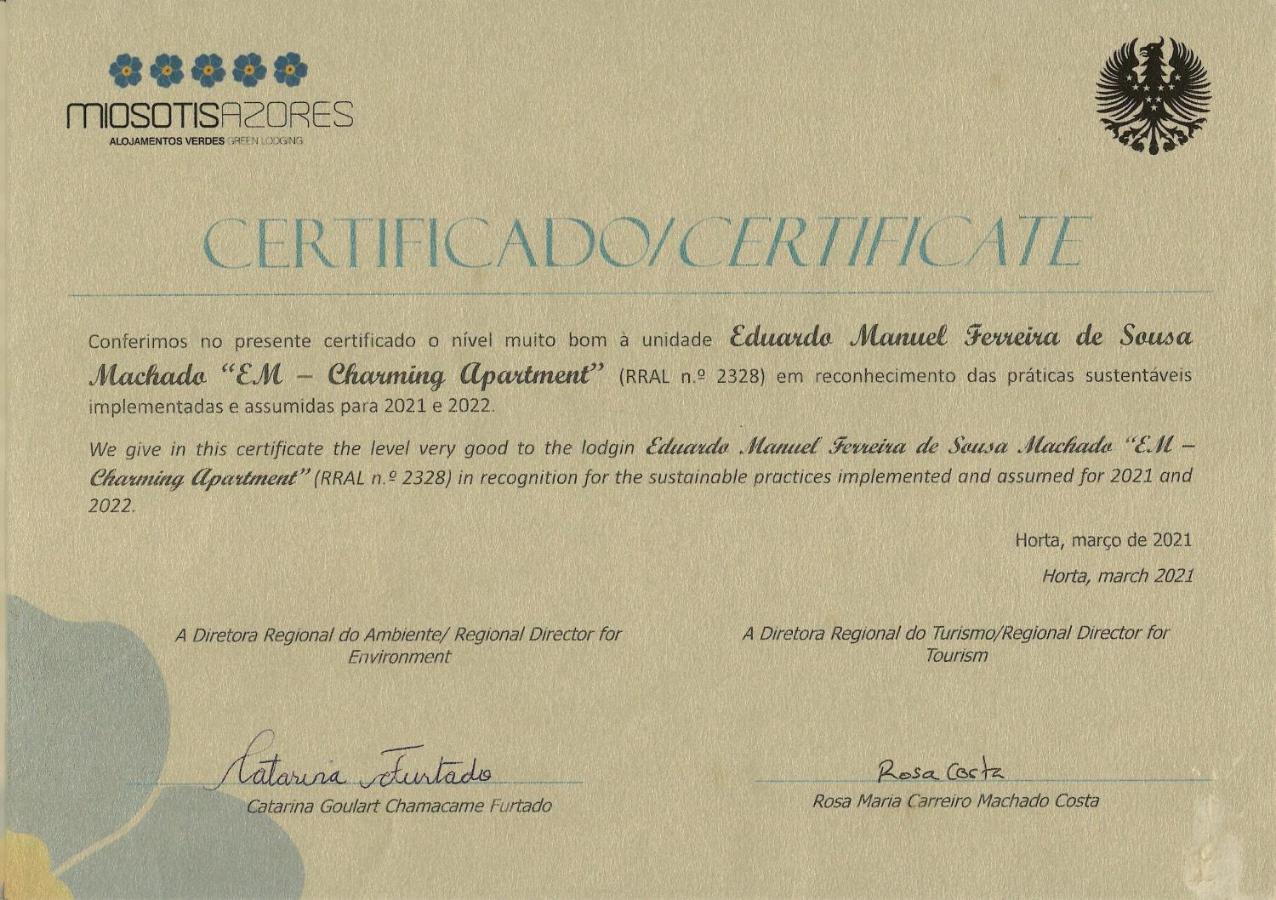 MIOSOTISAZORES
ALOJAMENTOS VERDES GREEN LODGING
CERTIFICADO/CERTIFICATE
Conferimos no presente certificado o nível muito bom à unidade Eduardo Manuel Ferreira de Sousa
Machado “EM – Charming Apartment” (RRAL n.º 2328) em reconhecimento das práticas sustentáveis
implementadas e assumidas para 2021 e 2022.
We give in this certificate the level very good to the lodgin Eduardo Manuel Ferreira de Sousa Machado “EM –
Charming Apartment” (RRAL n.º 2328) in recognition for the sustainable practices implemented and assumed for 2021 and
2022.
Horta, março de 2021
Horta, march 2021
A Diretora Regional do Ambiente/ Regional Director for
Environment
A Diretora Regional do Turismo/Regional Director for
Tourism
Catarina Furtado
Catarina Goulart Chamacame Furtado
Rosa Costa
Rosa Maria Carreiro Machado Costa